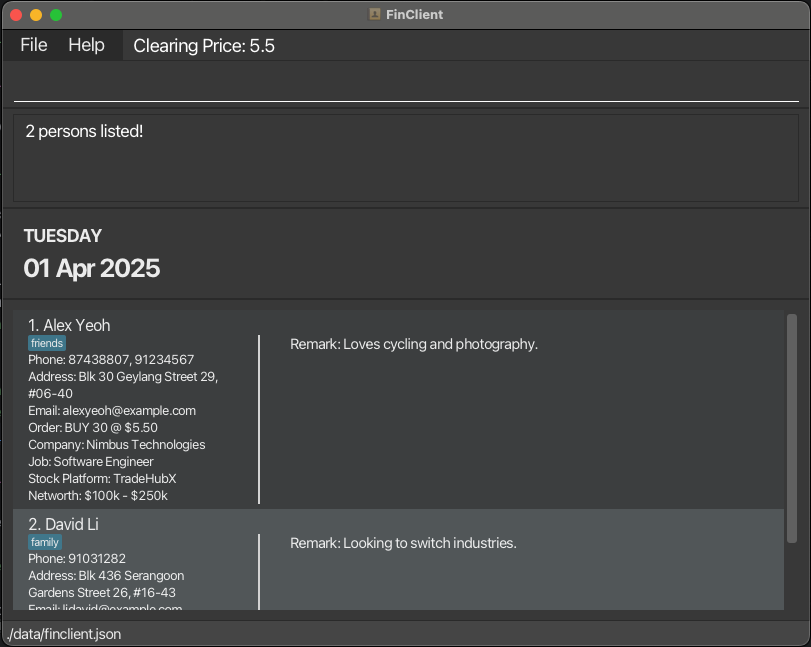 FinClient
File Help Clearing Price: 5.5
2 persons listed!
TUESDAY
01 Apr 2025
1. Alex Yeoh
friends
Phone: 87438807, 91234567
Address: Blk 30 Geylang Street 29,
#06-40
Email: alexyeoh@example.com
Order: BUY 30 @ $5.50
Company: Nimbus Technologies
Job: Software Engineer
Stock Platform: TradeHubX
Networth: $100k - $250k
Remark: Loves cycling and photography.
2. David Li
family
Phone: 91031282
Address: Blk 436 Serangoon
Gardens Street 26, #16-43
Email: lidavid@example.com
Remark: Looking to switch industries.
./data/finclient.json